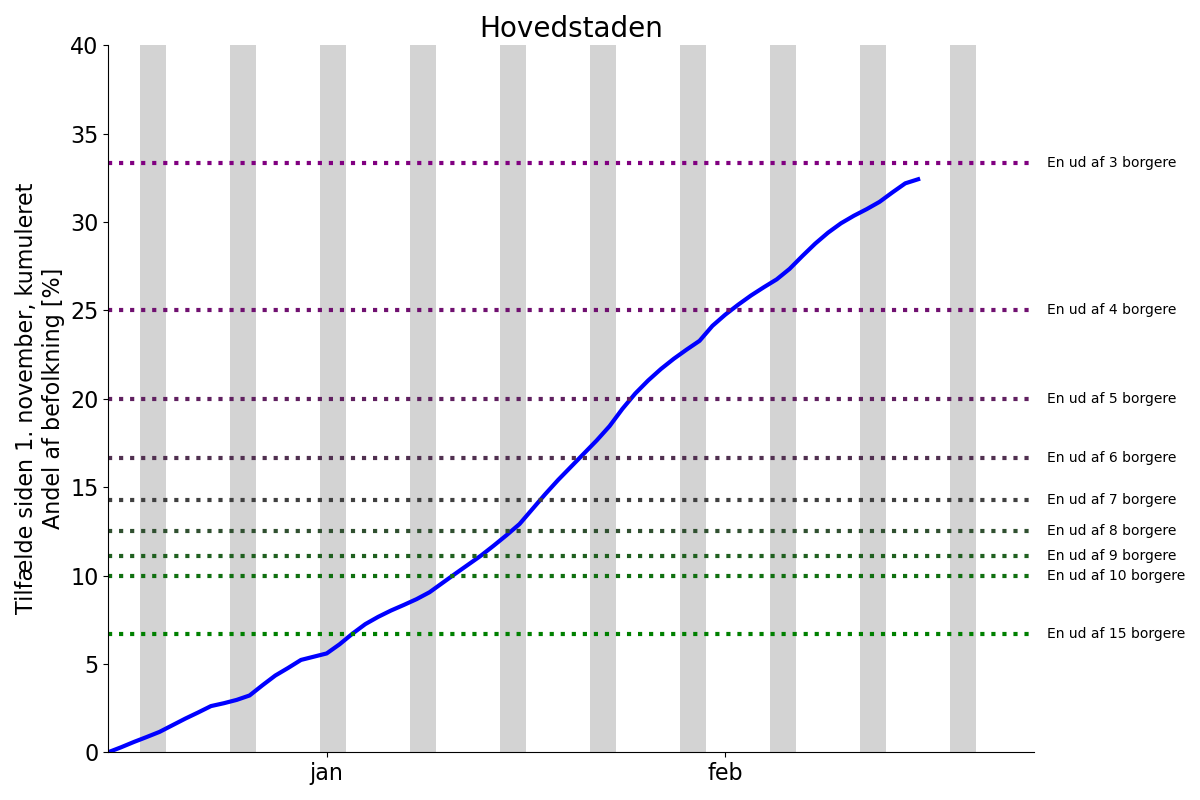 Hovedstaden
Tilfælde siden 1. november, kumuleret
Andel af befolkning [%]
40
35
30
25
20
15
10
5
0
jan
feb
En ud af 3 borgere
En ud af 4 borgere
En ud af 5 borgere
En ud af 6 borgere
En ud af 7 borgere
En ud af 8 borgere
En ud af 9 borgere
En ud af 10 borgere
En ud af 15 borgere